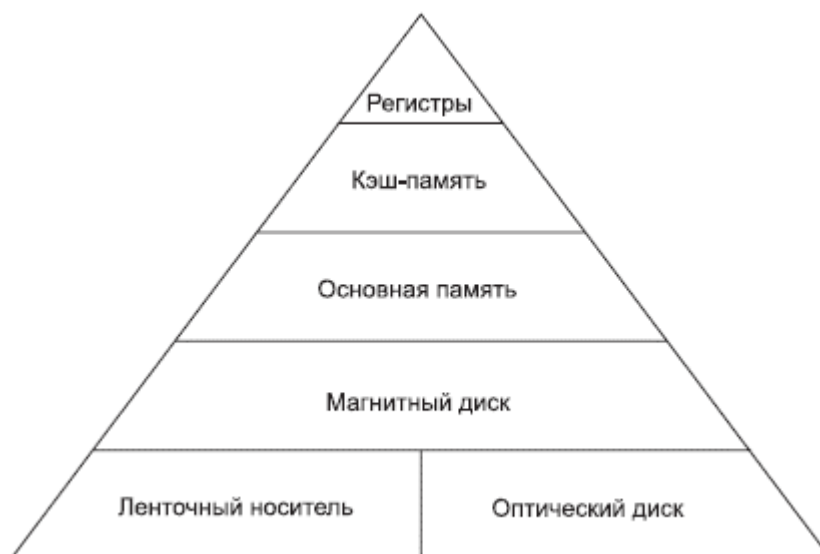 Регистры
Кэш-память
Основная память
Магнитный диск
Ленточный носитель
Оптический диск